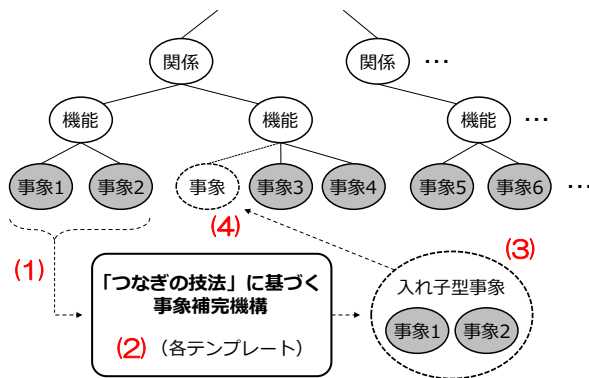 関係
関係
…
機能
機能
機能
…
事象1
事象2
事象
事象3
事象4
事象5
事象6
…
(1)
(4)
(3)
「つなぎの技法」に基づく
事象補完機構
(2) (各テンプレート)
入れ子型事象
事象1
事象2